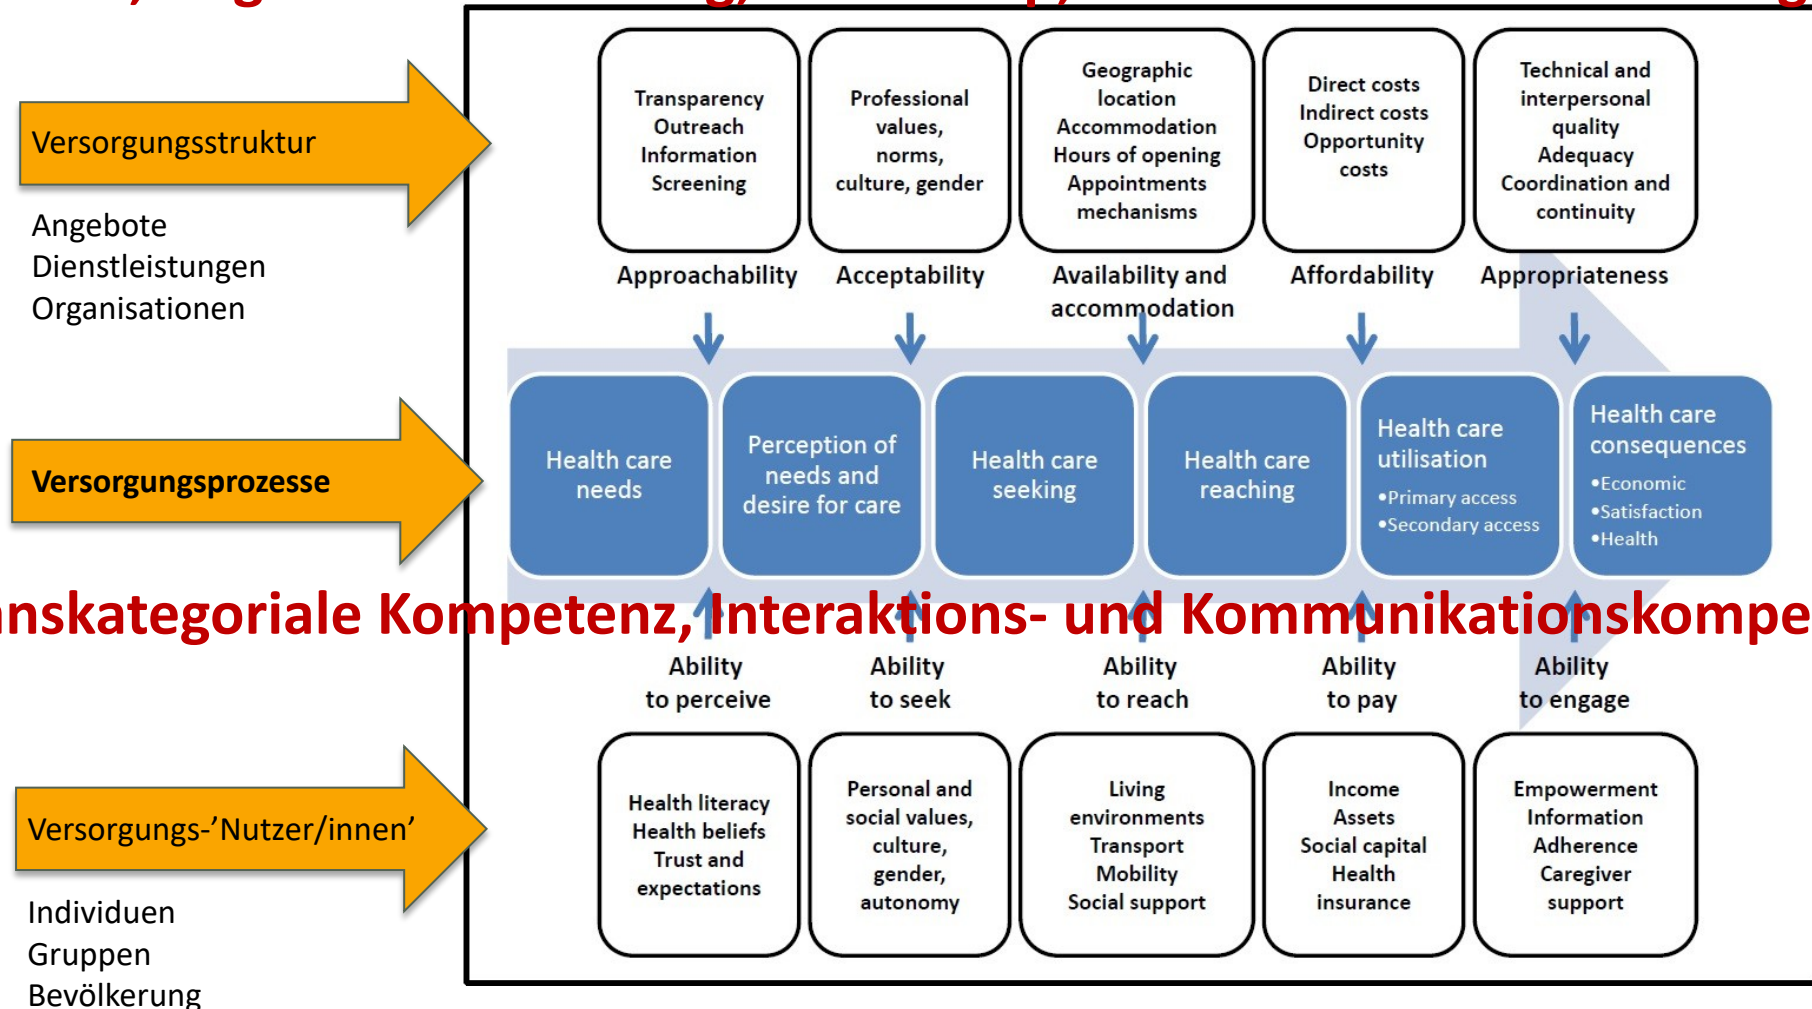 Versorgungsstruktur
Angebote
Dienstleistungen
Organisationen
Transparency
Outreach
Information
Screening
Professional
values,
norms,
culture, gender
Geographic
location
Accommodation
Hours of opening
Appointments
mechanisms
Direct costs
Indirect costs
Opportunity
costs
Technical and
interpersonal
quality
Adequacy
Coordination and
continuity
Approachability
Acceptability
Availability and
accommodation
Affordability
Appropriateness
Versorgungsprozesse
Health care
needs
Perception of
needs and
desire for care
Health care
seeking
Health care
reaching
Health care
utilisation
•Primary access
•Secondary access
Health care
consequences
•Economic
•Satisfaction
•Health
nskategoriale Kompetenz, Interaktions- und Kommunikationskompe
Ability
to perceive
Ability
to seek
Ability
to reach
Ability
to pay
Ability
to engage
Versorgungs-’Nutzer/innen’
Individuen
Gruppen
Bevölkerung
Health literacy
Health beliefs
Trust and
expectations
Personal and
social values,
culture,
gender,
autonomy
Living
environments
Transport
Mobility
Social support
Income
Assets
Social capital
Health
insurance
Empowerment
Information
Adherence
Caregiver
support